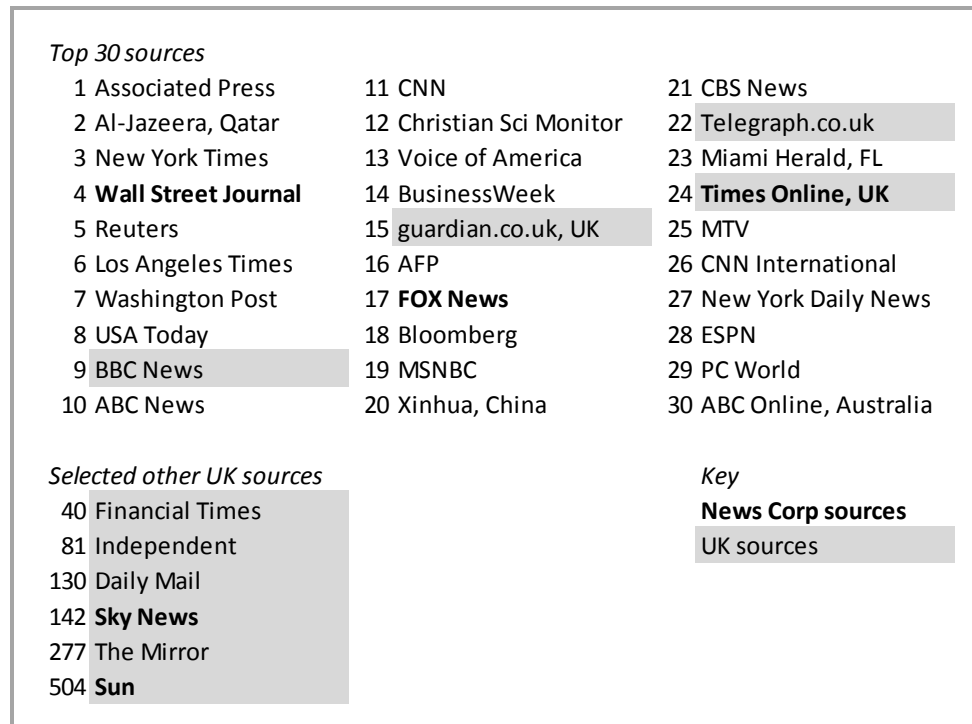 Top 30 sources
1 Associated Press
2 Al-Jazeera, Qatar
3 New York Times
4 Wall Street Journal
5 Reuters
6 Los Angeles Times
7 Washington Post
8 USA Today
9 BBC News
10 ABC News
11 CNN
12 Christian Sci Monitor
13 Voice of America
14 BusinessWeek
15 guardian.co.uk, UK
16 AFP
17 FOX News
18 Bloomberg
19 MSNBC
20 Xinhua, China
21 CBS News
22 Telegraph.co.uk
23 Miami Herald, FL
24 Times Online, UK
25 MTV
26 CNN International
27 New York Daily News
28 ESPN
29 PC World
30 ABC Online, Australia
Selected other UK sources
40 Financial Times
81 Independent
130 Daily Mail
142 Sky News
277 The Mirror
504 Sun
Key
News Corp sources
UK sources